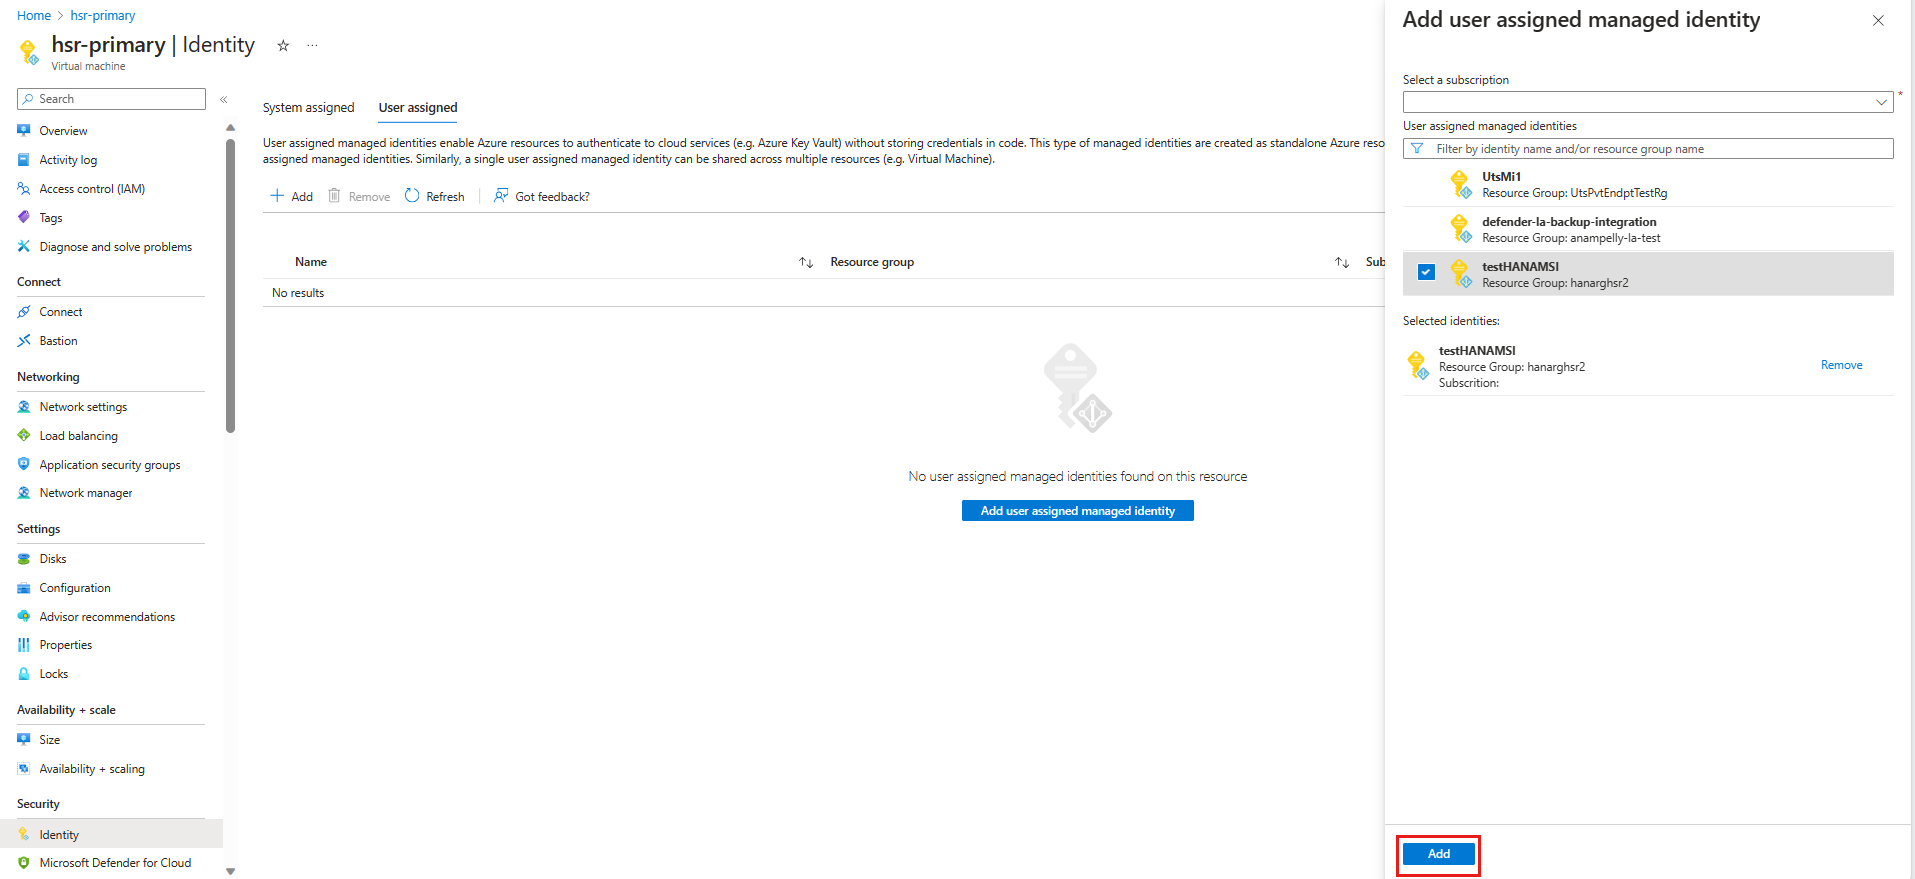 Home > hsr-primary
hsr-primary | Identity
Virtual machine
Search
Overview
Activity log
Access control (IAM)
Tags
Diagnose and solve problems
Connect
Connect
Bastion
Networking
Network settings
Load balancing
Application security groups
Network manager
Settings
Disks
Configuration
Advisor recommendations
Properties
Locks
Availability + scale
Size
Availability + scaling
Security
Identity
Microsoft Defender for Cloud
System assigned User assigned
User assigned managed identities enable Azure resources to authenticate to cloud services (e.g. Azure Key Vault) without storing credentials in code. This type of managed identities are created as standalone Azure reso
assigned managed identities. Similarly, a single user assigned managed identity can be shared across multiple resources (e.g. Virtual Machine).
Add Remove Refresh Got feedback?
Name Resource group Sub
No results
No user assigned managed identities found on this resource
Add user assigned managed identity
Add user assigned managed identity
Select a subscription
*
User assigned managed identities
Filter by identity name and/or resource group name
UtsMi1
Resource Group: UtsPvtEndptTestRg
defender-la-backup-integration
Resource Group: anampelly-la-test
testHANAMSI
Resource Group: hanarghsr2
Selected identities:
testHANAMSI
Resource Group: hanarghsr2
Subscrition:
Remove
Add